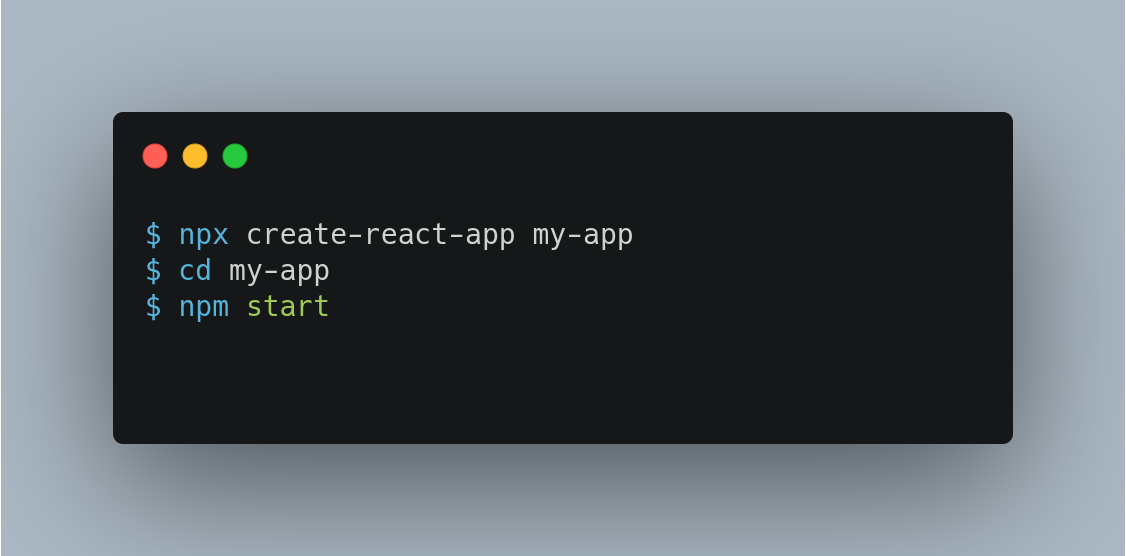 $ npx create-react-app my-app
$ cd my-app
$ npm start